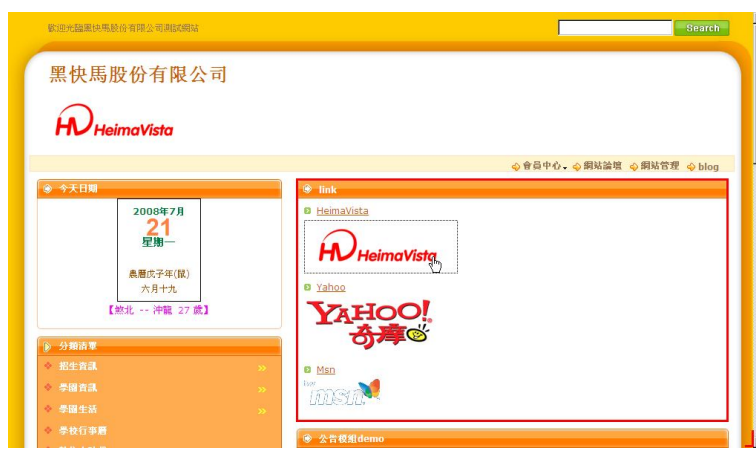 歡迎光臨黑快馬股份有限公司測試網站
Search
黑快馬股份有限公司
HeimaVista
會員中心 網站論壇 網站管理 blog
今天日期
2008年7月
21
星期一
農曆戊子年(鼠)
六月十九
【煞北 -- 沖龍 27 歲】
分類清單
招生資訊
學園資訊
學園生活
學校行事曆
link
HeimaVista
HeimaVista
Yahoo
YAHOO!
奇摩
Msn
msn
公告模組demo